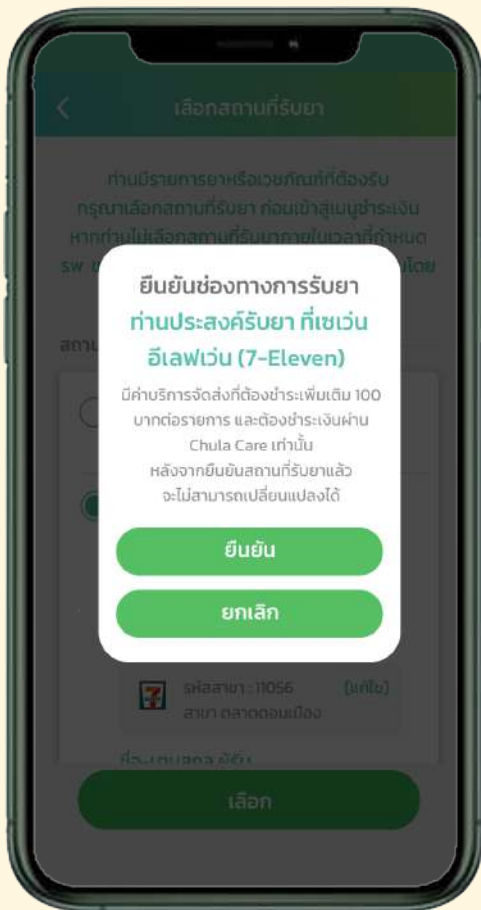 เลือกสถานที่รับยา
ท่านมีรายการยาหรือเวชภัณฑ์ที่ต้องรับ
กรุณาเลือกสถานที่รับยา ก่อนเข้าสู่เมนูชำระเงิน
หากท่านไม่เลือกสถานที่รับยาภายในเวลาที่กำหนด
รพ
โดย
ยืนยันช่องทางการรับยา
ท่านประสงค์รับยา ที่เซเว่น
อีเลฟเว่น (7-Eleven)
มีค่าบริการจัดส่งที่ต้องชำระเพิ่มเติม 100
บาทต่อรายการ และต้องชำระเงินผ่าน
Chula Care เท่านั้น
หลังจากยืนยันสถานที่รับยาแล้ว
จะไม่สามารถเปลี่ยนแปลงได้
ยืนยัน
ยกเลิก
รหัสสาขา : 11056 [แก้ไข]
สาขา ตลาดดอนเมือง
เลือก